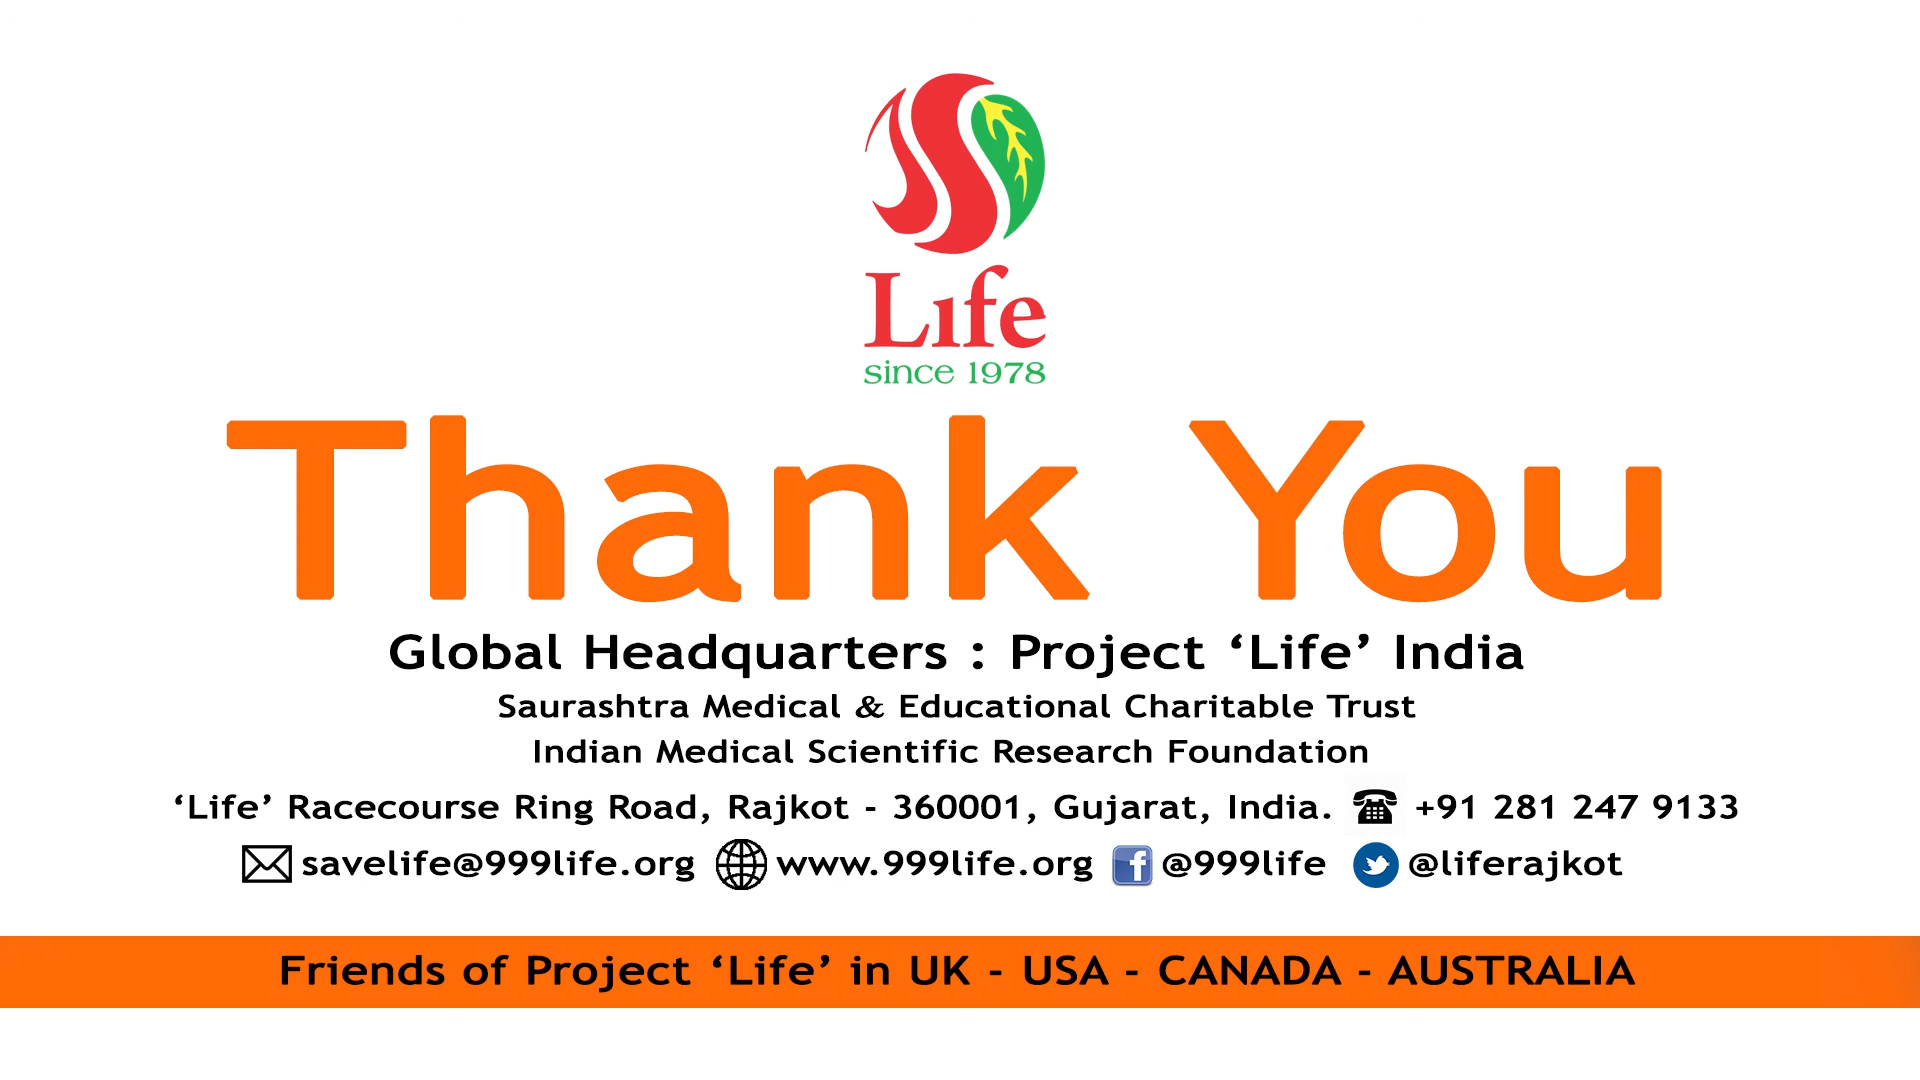 Life
since 1978
Thank You
Global Headquarters : Project ‘Life’ India
Saurashtra Medical & Educational Charitable Trust
Indian Medical Scientific Research Foundation
‘Life’ Racecourse Ring Road, Rajkot - 360001, Gujarat, India. +91 281 247 9133
savelife@999life.org www.999life.org @999life @liferajkot
Friends of Project ‘Life’ in UK - USA - CANADA - AUSTRALIA